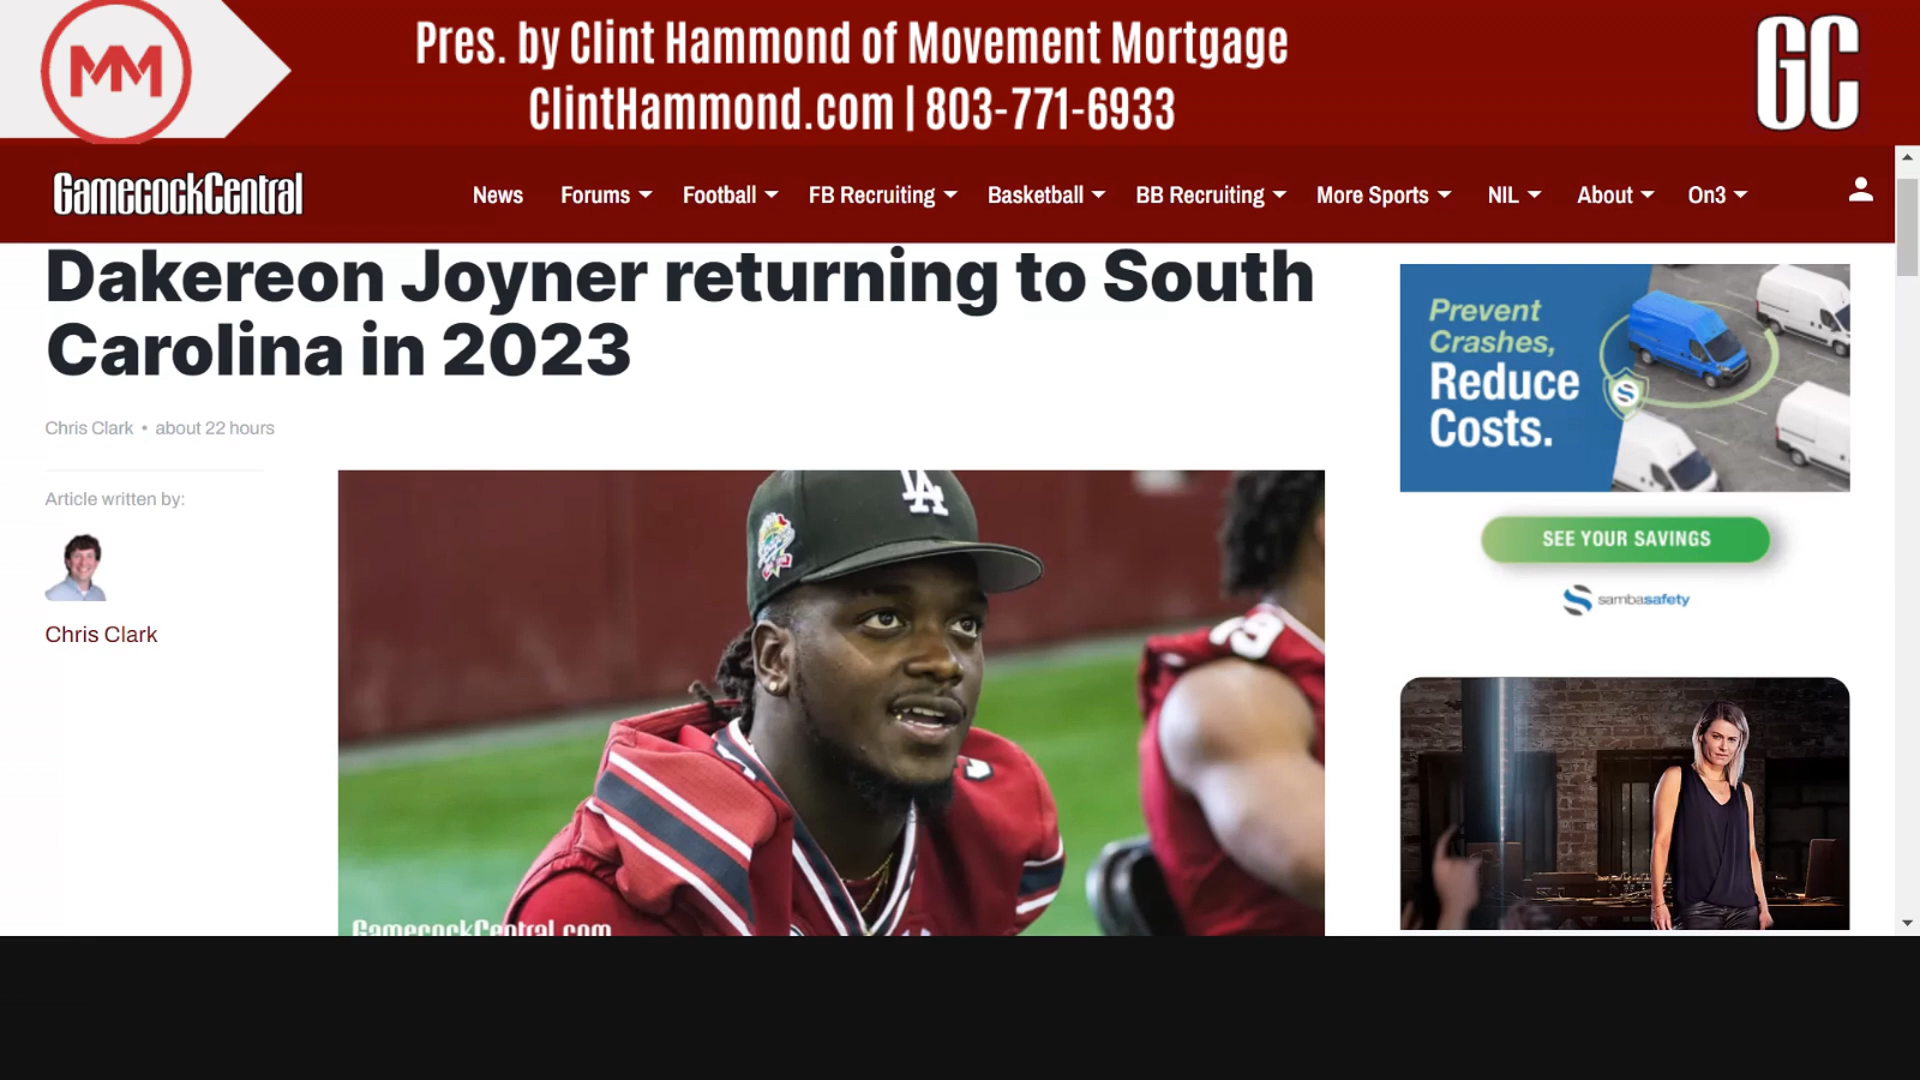 MM
Pres. by Clint Hammond of Movement Mortgage
ClintHammond.com | 803-771-6933
GC
GamecockCentral
News Forums Football FB Recruiting Basketball BB Recruiting More Sports NIL About On3
Dakereon Joyner returning to South
Carolina in 2023
Chris Clark • about 22 hours
Article written by:
Chris Clark
LA
GamecockCentral.com
Prevent
Crashes,
Reduce
Costs.
S
SEE YOUR SAVINGS
sambasafety